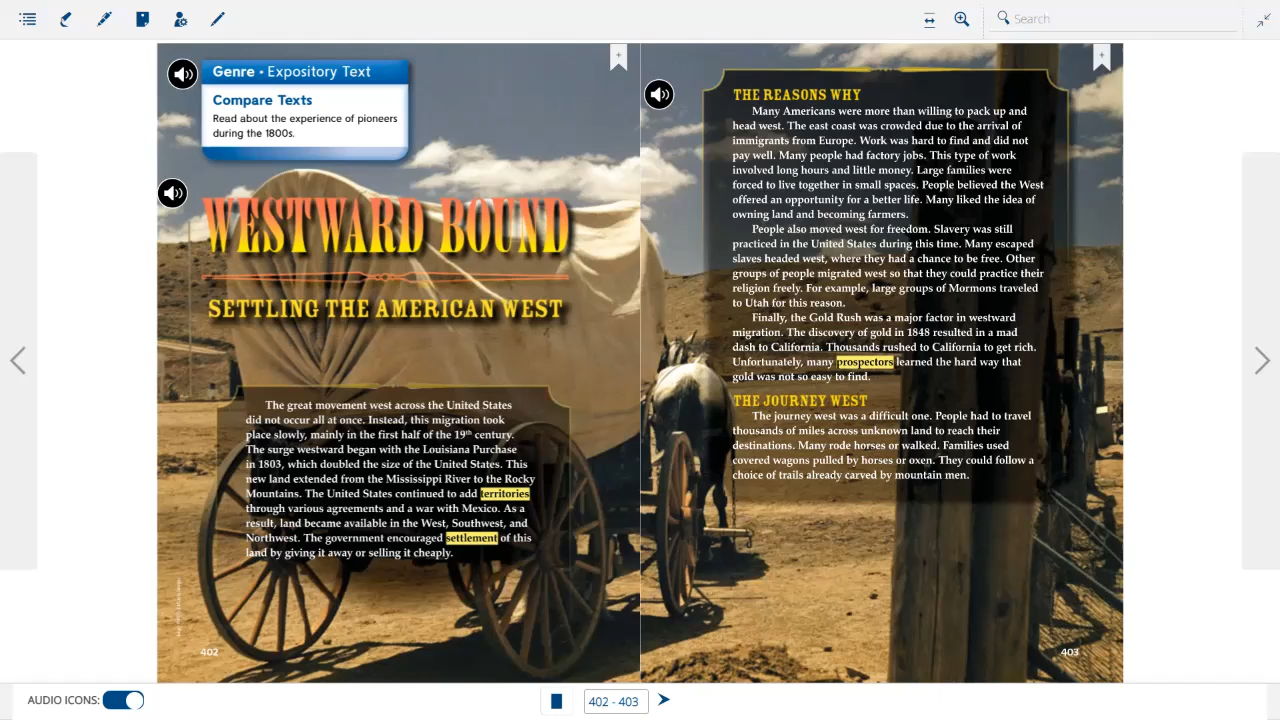 Search
Genre • Expository Text
Compare Texts
Read about the experience of pioneers
during the 1800s.
WESTWARD BOUND
SETTLING THE AMERICAN WEST
The great movement west across the United States
did not occur all at once. Instead, this migration took
place slowly, mainly in the first half of the 19th century.
The surge westward began with the Louisiana Purchase
in 1803, which doubled the size of the United States. This
new land extended from the Mississippi River to the Rocky
Mountains. The United States continued to add territories
through various agreements and a war with Mexico. As a
result, land became available in the West, Southwest, and
Northwest. The government encouraged settlement of this
land by giving it away or selling it cheaply.
402
THE REASONS WHY
Many Americans were more than willing to pack up and
head west. The east coast was crowded due to the arrival of
immigrants from Europe. Work was hard to find and did not
pay well. Many people had factory jobs. This type of work
involved long hours and little money. Large families were
forced to live together in small spaces. People believed the West
offered an opportunity for a better life. Many liked the idea of
owning land and becoming farmers.
People also moved west for freedom. Slavery was still
practiced in the United States during this time. Many escaped
slaves headed west, where they had a chance to be free. Other
groups of people migrated west so that they could practice their
religion freely. For example, large groups of Mormons traveled
to Utah for this reason.
Finally, the Gold Rush was a major factor in westward
migration. The discovery of gold in 1848 resulted in a mad
dash to California. Thousands rushed to California to get rich.
Unfortunately, many prospectors learned the hard way that
gold was not so easy to find.
THE JOURNEY WEST
The journey west was a difficult one. People had to travel
thousands of miles across unknown land to reach their
destinations. Many rode horses or walked. Families used
covered wagons pulled by horses or oxen. They could follow a
choice of trails already carved by mountain men.
403
AUDIO ICONS:
402 - 403